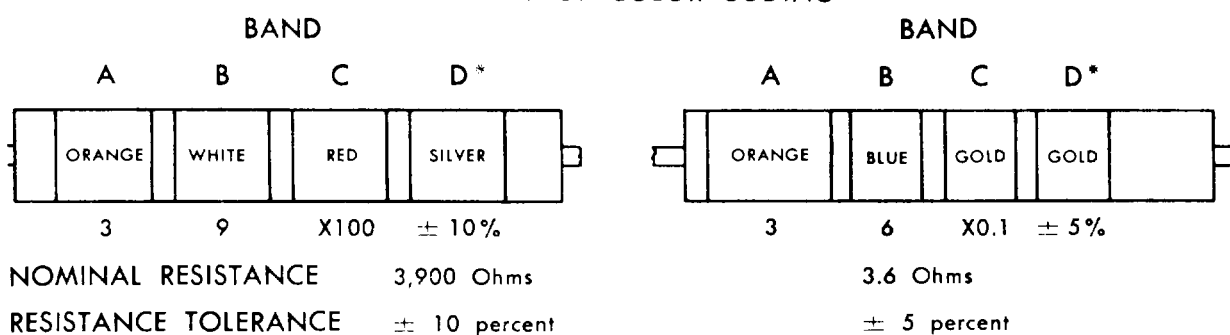 BAND BAND
A B C D* A B C D*
ORANGE WHITE RED SILVER ORANGE BLUE GOLD GOLD
3 9 X100 ± 10% 3 6 X0.1 ± 5%
NOMINAL RESISTANCE 3,900 Ohms 3.6 Ohms
RESISTANCE TOLERANCE ± 10 percent ± 5 percent